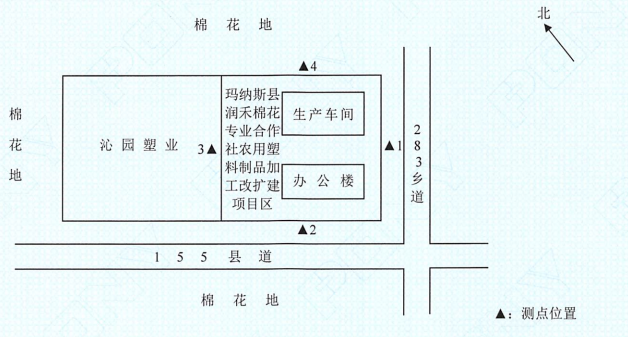 棉花地
北
▲4
玛纳斯县
润禾棉花
专业合作
社农用塑
料制品加
工改扩建
项目区
生产车间
棉花地
沁园塑业
3▲
▲1
283乡道
办公楼
▲2
155县道
棉花地
▲：测点位置